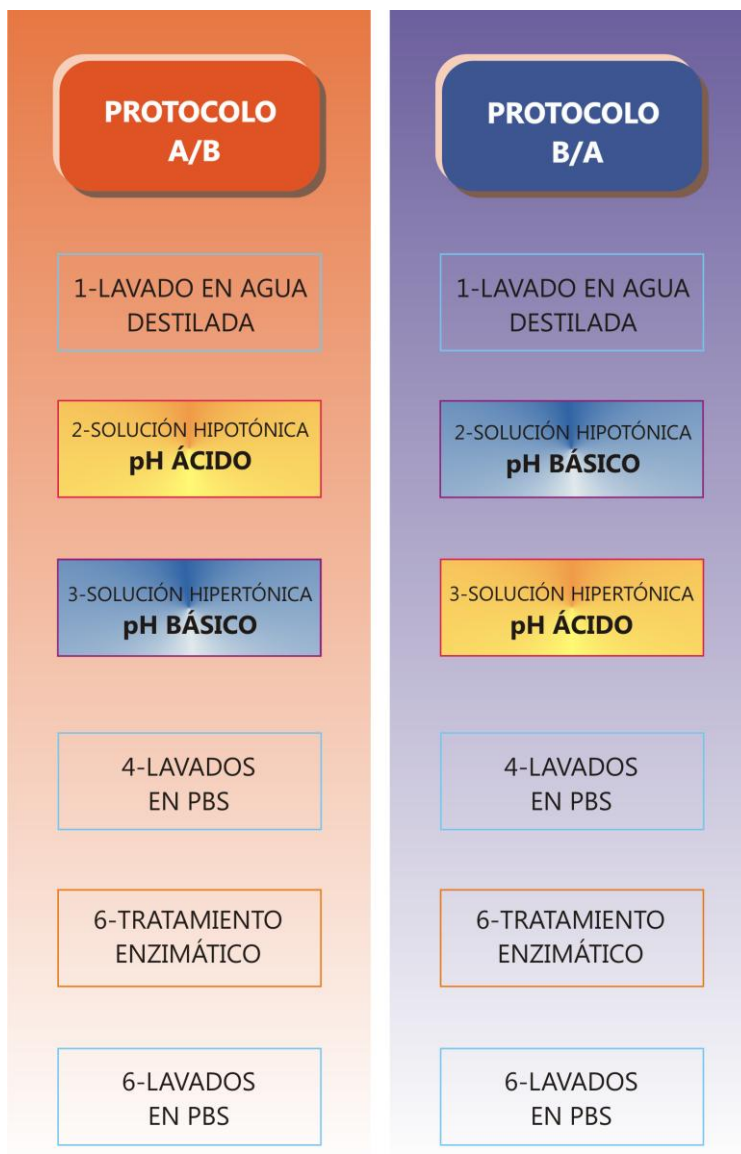 PROTOCOLO
A/B
1-LAVADO EN AGUA
DESTILADA
2-SOLUCIÓN HIPOTÓNICA
pH ÁCIDO
3-SOLUCIÓN HIPERTÓNICA
pH BÁSICO
4-LAVADOS
EN PBS
6-TRATAMIENTO
ENZIMÁTICO
6-LAVADOS
EN PBS
PROTOCOLO
B/A
1-LAVADO EN AGUA
DESTILADA
2-SOLUCIÓN HIPOTÓNICA
pH BÁSICO
3-SOLUCIÓN HIPERTÓNICA
pH ÁCIDO
4-LAVADOS
EN PBS
6-TRATAMIENTO
ENZIMÁTICO
6-LAVADOS
EN PBS